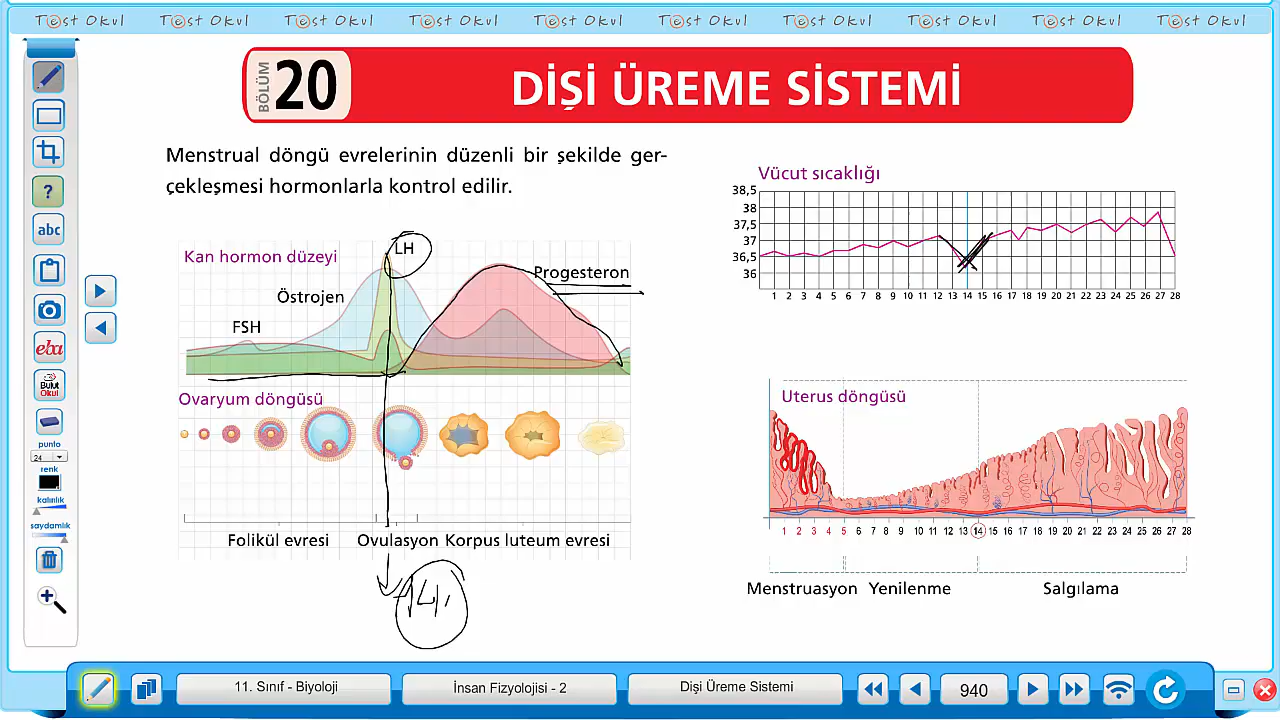 Test Okul Test Okul Test Okul Test Okul Test Okul Test Okul Test Okul Test Okul Test Okul Test Okul
BÖLÜM 20 DİŞİ ÜREME SİSTEMİ
Menstrual döngü evrelerinin düzenli bir şekilde ger-
çekleşmesi hormonlarla kontrol edilir.
Kan hormon düzeyi
LH
Progesteron
Östrojen
FSH
Ovaryum döngüsü
Folikül evresi Ovulasyon Korpus luteum evresi
14.
Vücut sıcaklığı
38,5
38
37,5
37
36,5
36
1 2 3 4 5 6 7 8 9 10 11 12 13 14 15 16 17 18 19 20 21 22 23 24 25 26 27 28
Uterus döngüsü
1 2 3 4 5 6 7 8 9 10 11 12 13 14 15 16 17 18 19 20 21 22 23 24 25 26 27 28
Menstruasyon Yenilenme Salgılama
?
abc
eba
Bulut
Okul
punto
24
renk
kalınlık
saydamlık
11. Sınıf - Biyoloji İnsan Fizyolojisi - 2 Dişi Üreme Sistemi 940